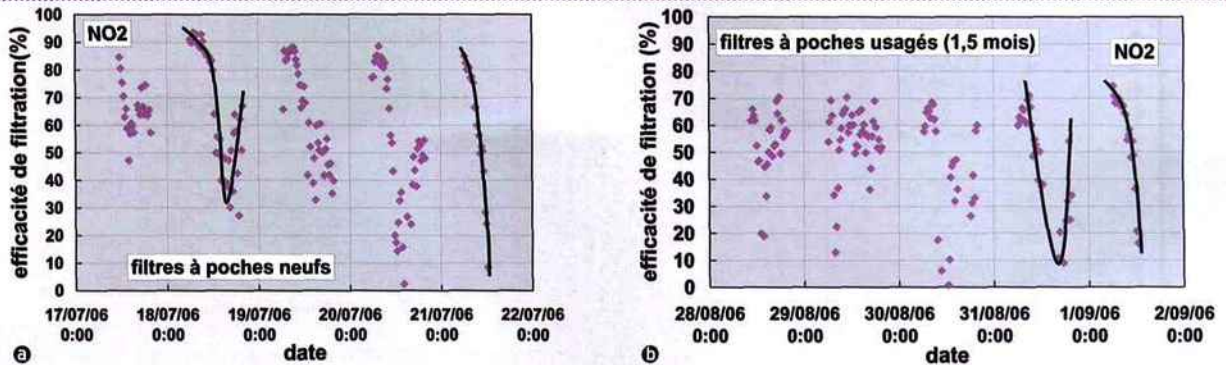 efficacité de filtration(%)
100
90
80
70
60
50
40
30
20
10
0
NO2
filtres à poches neufs
17/07/06 18/07/06 19/07/06 20/07/06 21/07/06 22/07/06
0:00 0:00 0:00 0:00 0:00 0:00
date
a
efficacité de filtration (%)
100
90
80
70
60
50
40
30
20
10
0
filtres à poches usagés (1,5 mois)
NO2
28/08/06 29/08/06 30/08/06 31/08/06 1/09/06 2/09/06
0:00 0:00 0:00 0:00 0:00 0:00
date
b